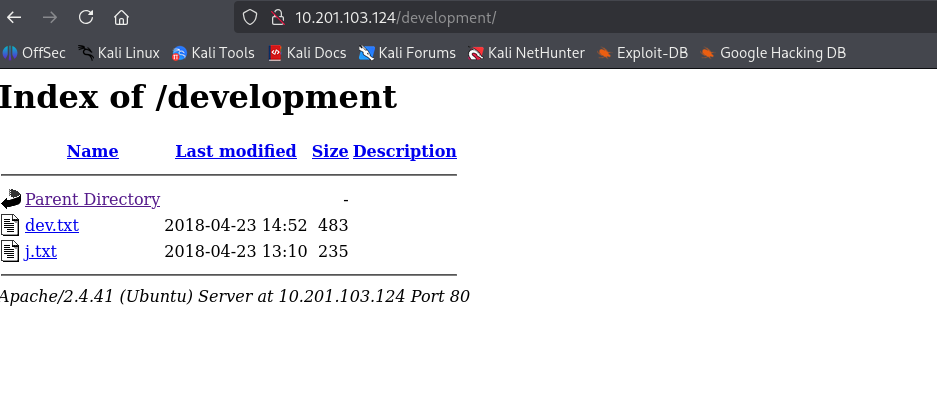 10.201.103.124/development/
OffSec Kali Linux Kali Tools Kali Docs Kali Forums Kali NetHunter Exploit-DB Google Hacking DB
Index of /development
Name Last modified Size Description
Parent Directory -
dev.txt 2018-04-23 14:52 483
j.txt 2018-04-23 13:10 235
Apache/2.4.41 (Ubuntu) Server at 10.201.103.124 Port 80